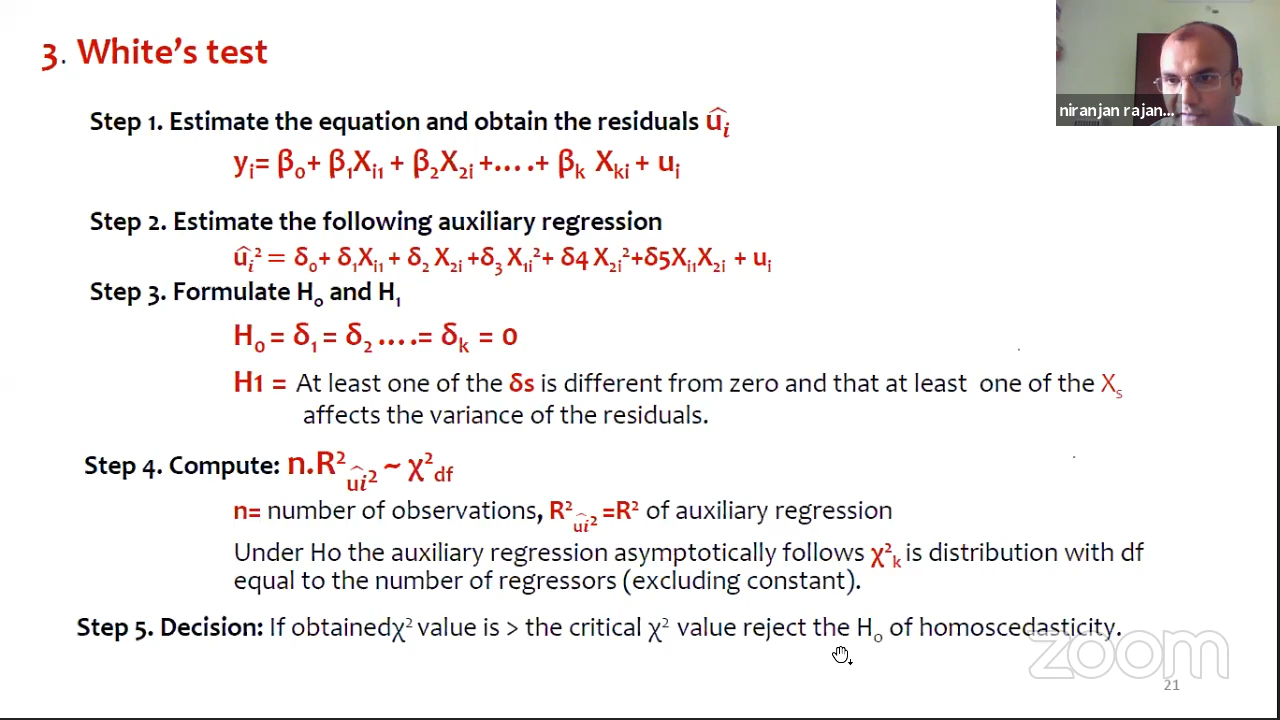 3. White's test
niranjan rajan...
Step 1. Estimate the equation and obtain the residuals ûᵢ
yᵢ= β₀+ β₁Xᵢ₁ + β₂X₂ᵢ +....+ βₖ Xₖᵢ + uᵢ
Step 2. Estimate the following auxiliary regression
ûᵢ² = δ₀+ δ₁Xᵢ₁ + δ₂ X₂ᵢ +δ₃ X₁ᵢ²+ δ4 X₂ᵢ²+δ5Xᵢ₁X₂ᵢ + uᵢ
Step 3. Formulate H₀ and H₁
H₀ = δ₁ = δ₂ ....= δₖ = 0
H1 = At least one of the δs is different from zero and that at least one of the Xₛ
affects the variance of the residuals.
Step 4. Compute: n.R²ûi² ~ χ²df
n= number of observations, R²ûi² =R² of auxiliary regression
Under Ho the auxiliary regression asymptotically follows χ²ₖ is distribution with df
equal to the number of regressors (excluding constant).
Step 5. Decision: If obtainedχ² value is > the critical χ² value reject the H₀ of homoscedasticity.
zoom
21